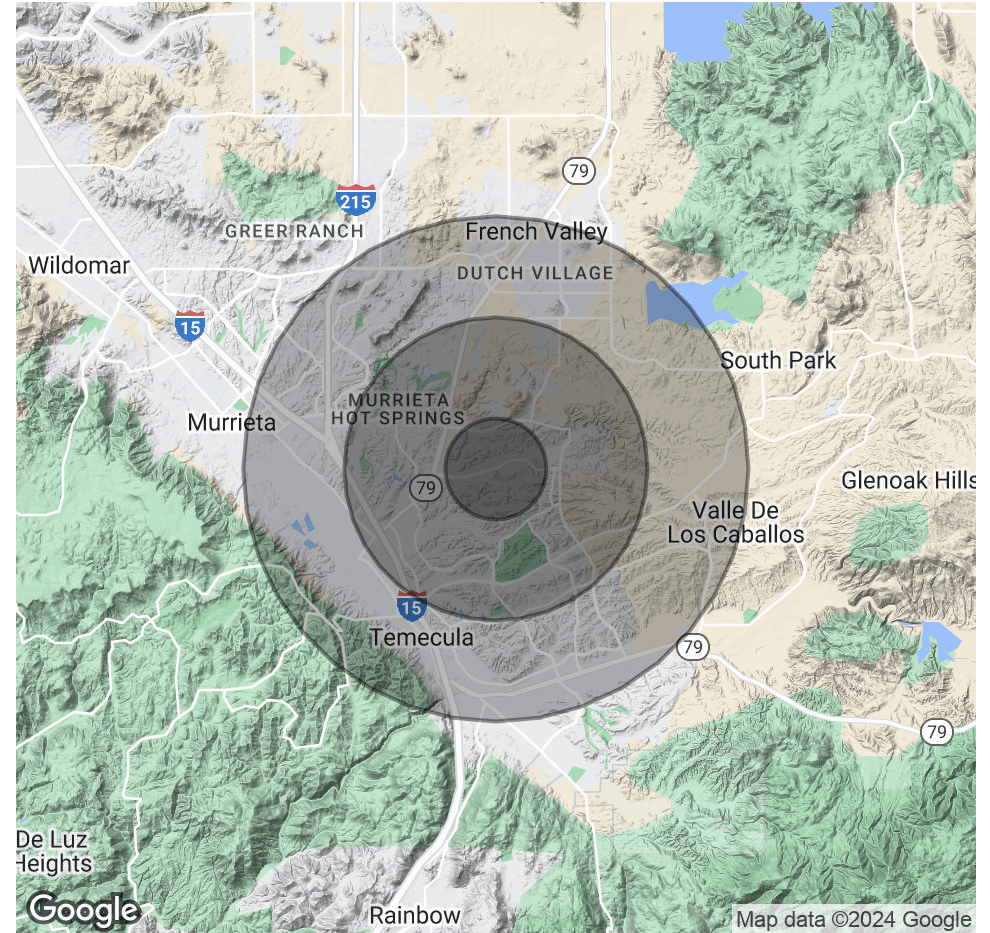 79
215
GREER RANCH
French Valley
Wildomar
DUTCH VILLAGE
15
South Park
MURRIETA
HOT SPRINGS
Murrieta
Glenoak Hills
79
Valle De
Los Caballos
15
Temecula
79
79
De Luz
Heights
Google
Rainbow
Map data ©2024 Google